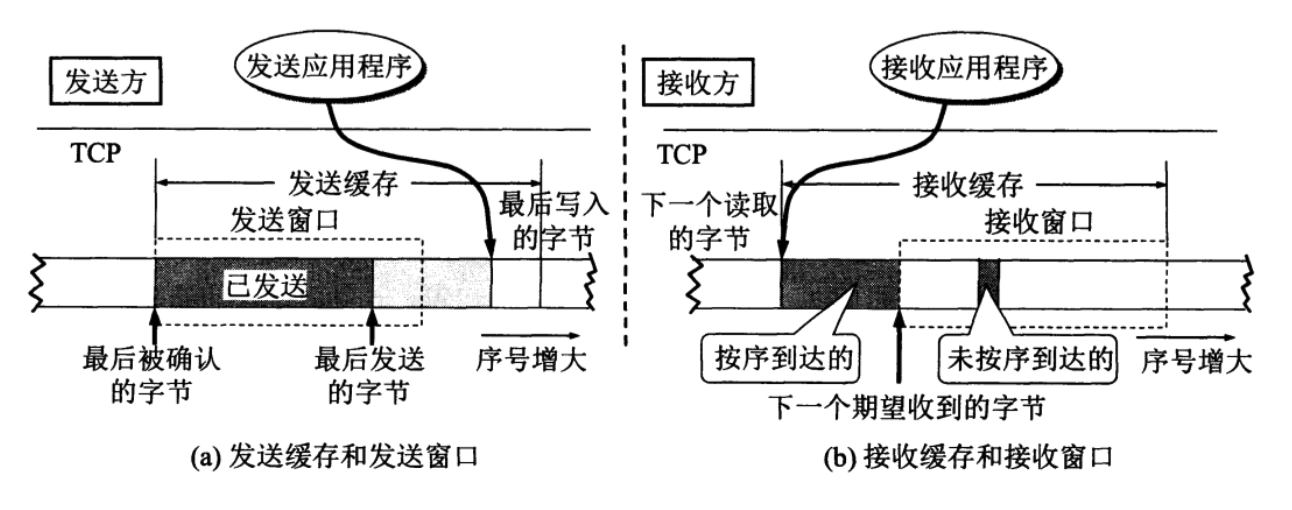 发送方
发送应用程序
TCP
发送缓存
发送窗口
最后写入
的字节
已发送
最后被确认
的字节
最后发送
的字节
序号增大
(a) 发送缓存和发送窗口
接收方
接收应用程序
TCP
接收缓存
下一个读取
的字节
接收窗口
按序到达的
未按序到达的
序号增大
下一个期望收到的字节
(b) 接收缓存和接收窗口